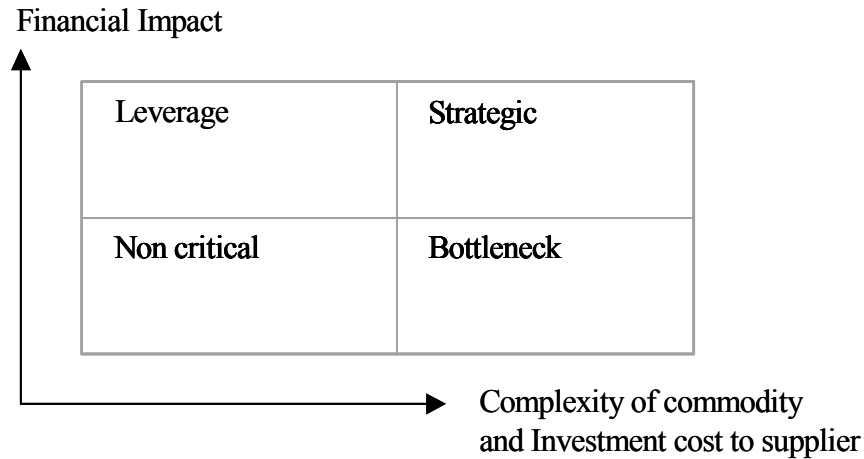 Financial Impact
Leverage
Strategic
Non critical
Bottleneck
Complexity of commodity
and Investment cost to supplier